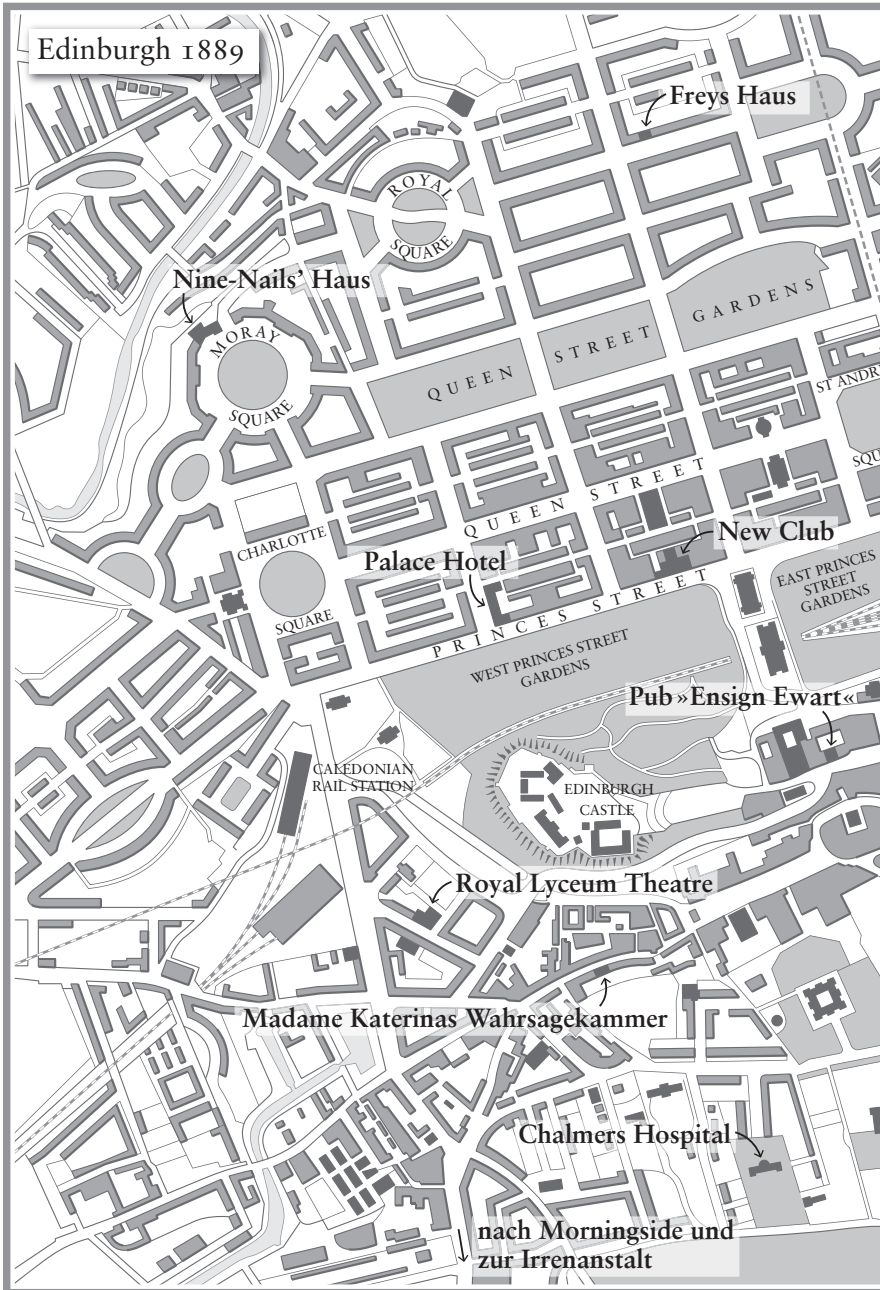 Edinburgh 1889
Freys Haus
ROYAL
SQUARE
Nine-Nails’ Haus
MORAY
SQUARE
QUEEN STREET GARDENS
ST ANDR
SQU
QUEEN STREET
CHARLOTTE
SQUARE
New Club
Palace Hotel
PRINCES STREET
EAST PRINCES
STREET
GARDENS
WEST PRINCES STREET
GARDENS
Pub »Ensign Ewart«
CALEDONIAN
RAIL STATION
EDINBURGH
CASTLE
Royal Lyceum Theatre
Madame Katerinas Wahrsagekammer
Chalmers Hospital
nach Morningside und
zur Irrenanstalt